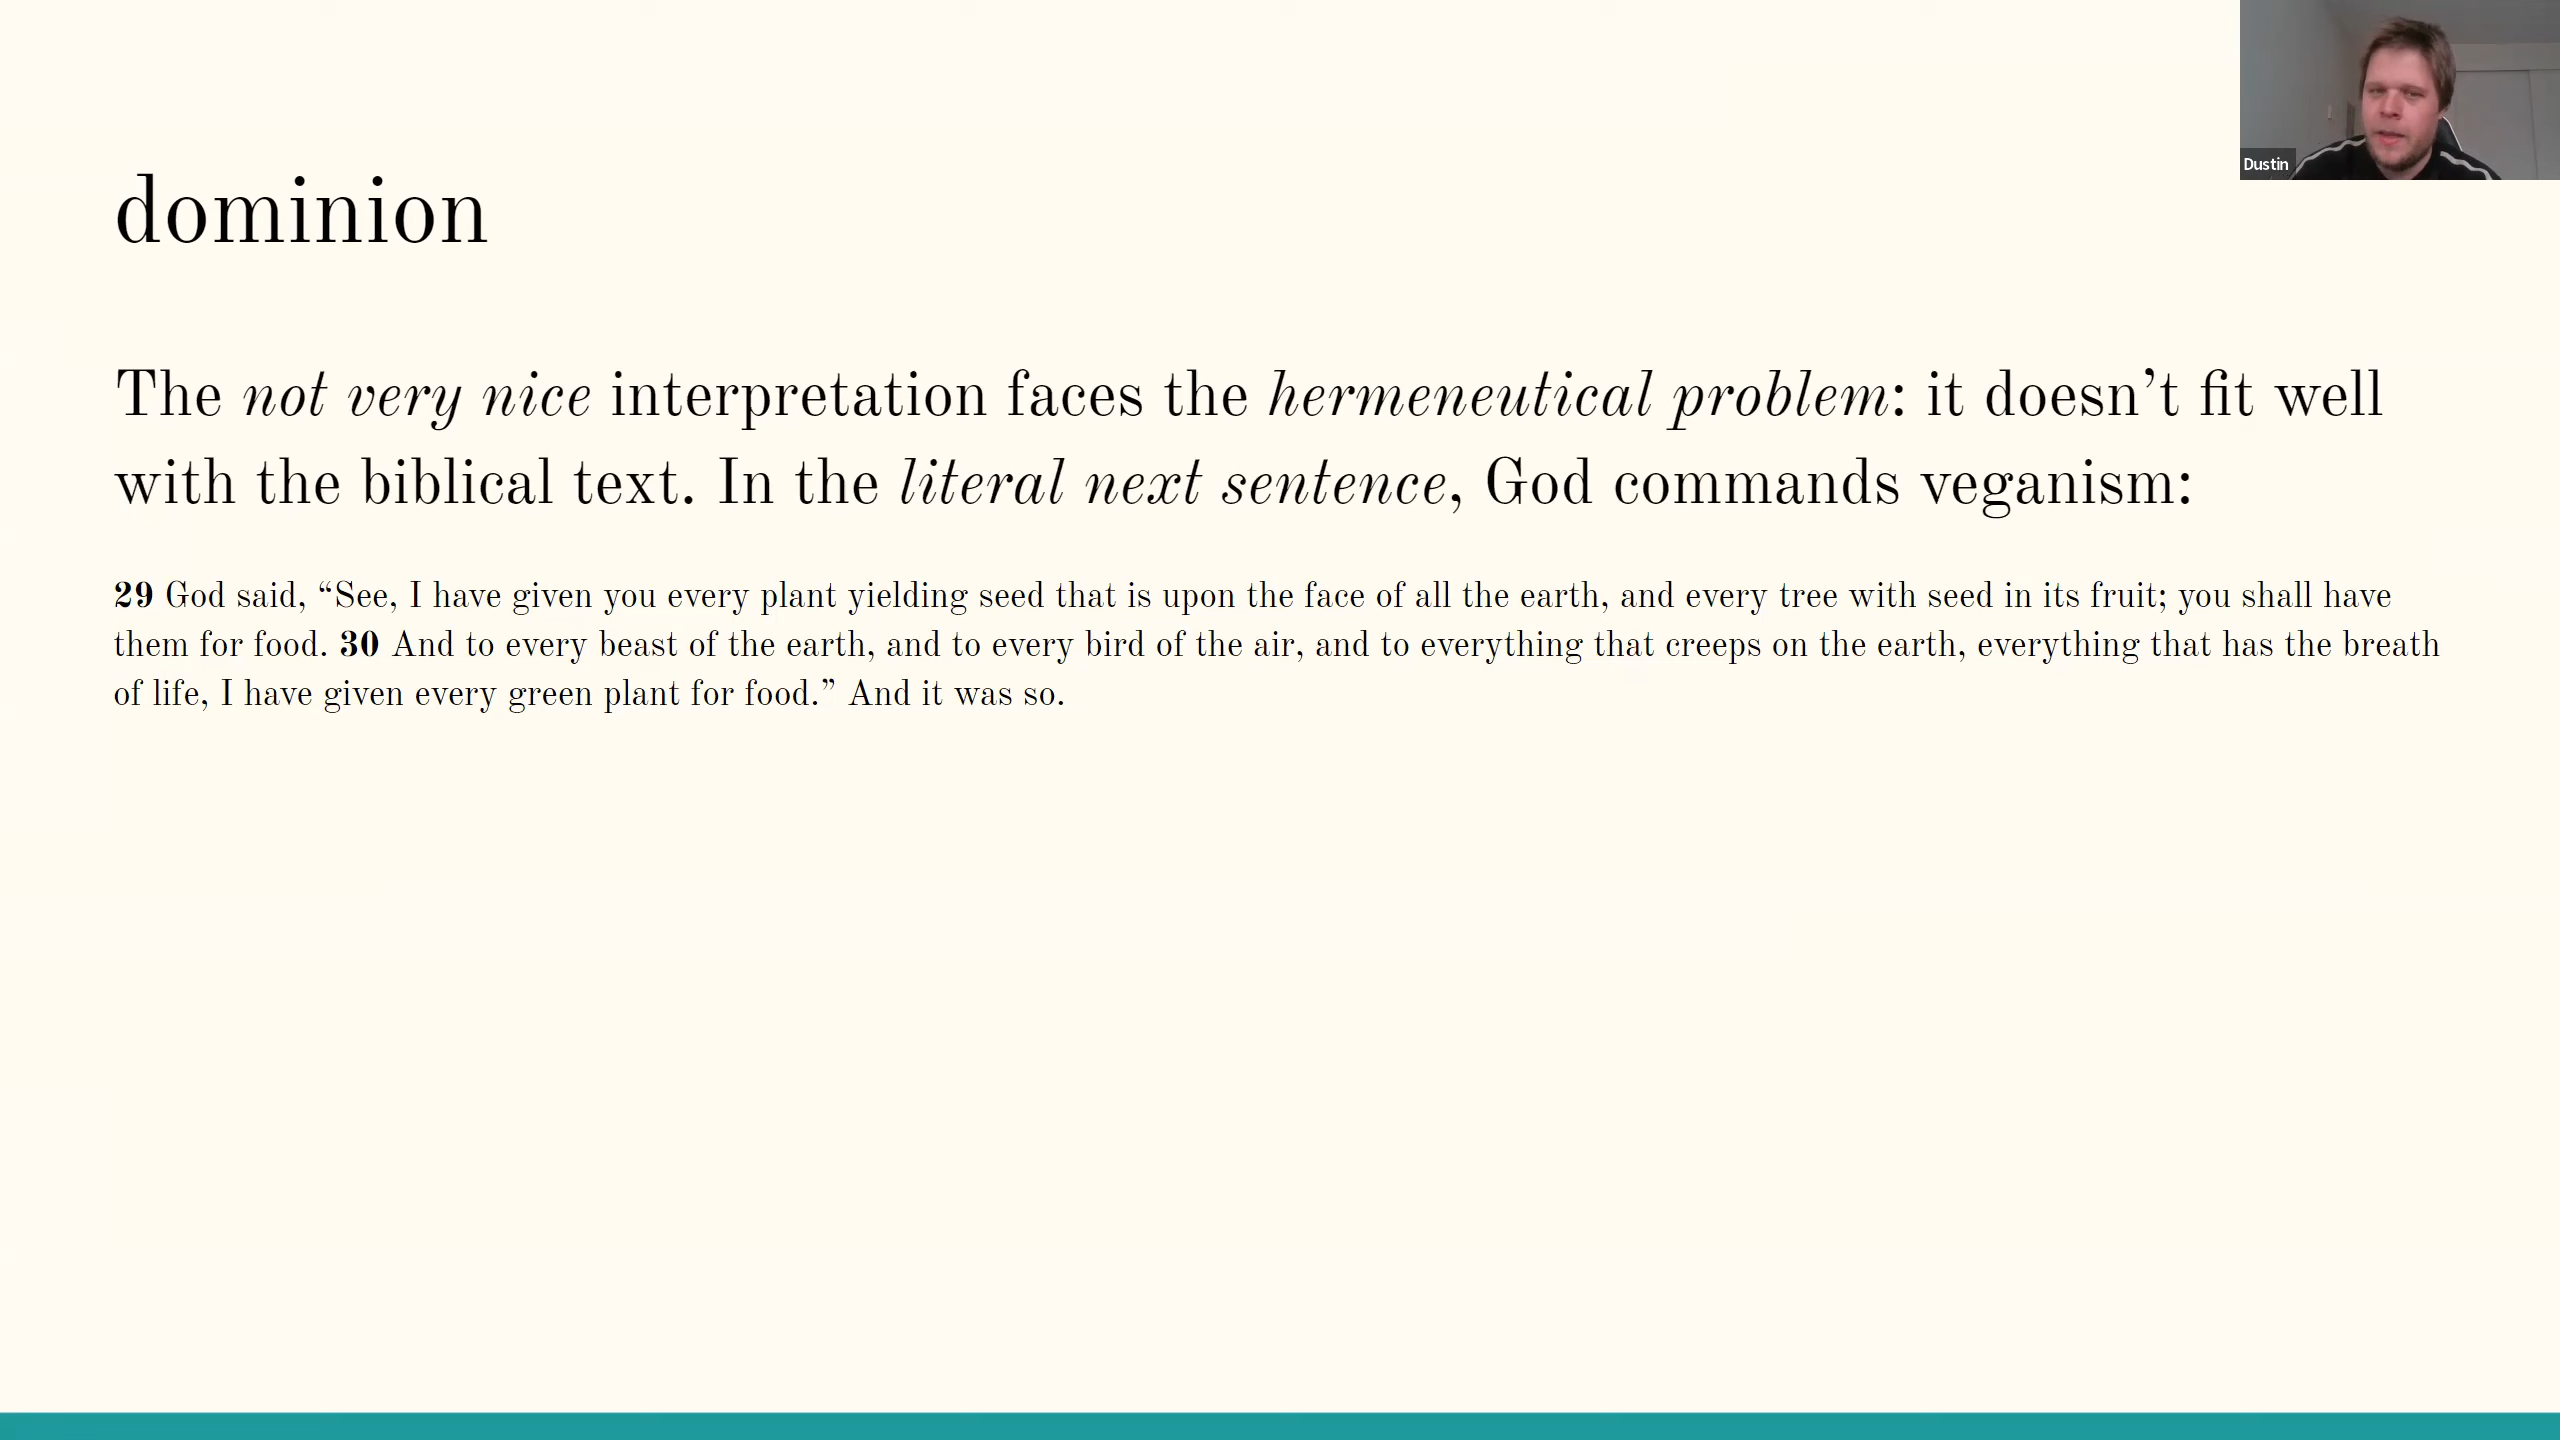 Dustin
dominion
The not very nice interpretation faces the hermeneutical problem: it doesn’t fit well
with the biblical text. In the literal next sentence, God commands veganism:
29 God said, “See, I have given you every plant yielding seed that is upon the face of all the earth, and every tree with seed in its fruit; you shall have
them for food. 30 And to every beast of the earth, and to every bird of the air, and to everything that creeps on the earth, everything that has the breath
of life, I have given every green plant for food.” And it was so.